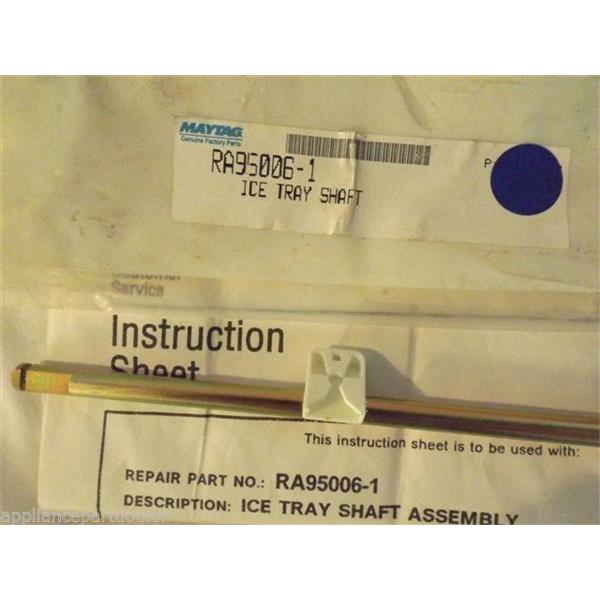 MAYTAG
Genuine Factory Parts
RA95006-1
ICE TRAY SHAFT
Customer
Service
Instruction
Sheet
This instruction sheet is to be used with:
REPAIR PART NO.: RA95006-1
DESCRIPTION: ICE TRAY SHAFT ASSEMBLY